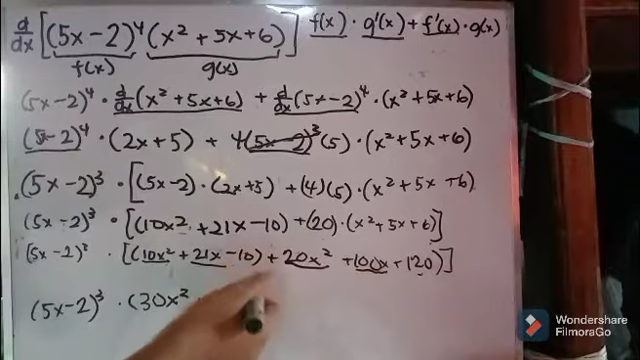 d/dx [(5x-2)⁴ (x² + 5x + 6)] f(x) · g'(x) + f'(x) · g(x)
f(x) g(x)
(5x-2)⁴ · d/dx (x² + 5x + 6) + d/dx (5x-2)⁴ · (x² + 5x + 6)
(5x-2)⁴ · (2x + 5) + 4(5x-2)³ (5) · (x² + 5x + 6)
(5x-2)³ · [(5x-2) · (2x+5) + (4)(5) · (x² + 5x + 6)
(5x-2)³ · [(10x² + 21x - 10) + (20) · (x² + 5x + 6)]
(5x-2)³ · [(10x² + 21x - 10) + 20x² + 100x + 120)]
(5x-2)³ · (30x²
Wondershare
FilmoraGo